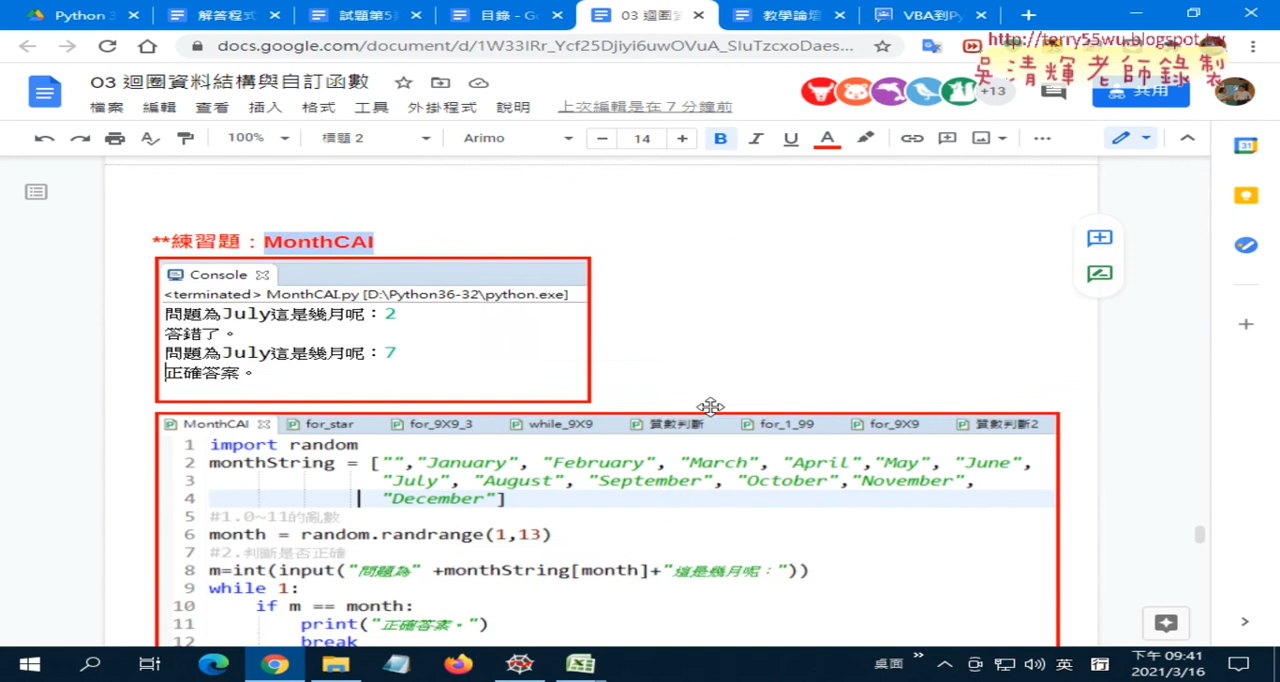 Python 3
解答程式
試題第5
目錄 - Go
03 迴圈資
教學論壇
VBA到Py
docs.google.com/document/d/1W33IRr_Ycf25Djiyi6uwOVuA_SIuTzcxoDaes...
http://terry55wu.blogspot.tw
吳清輝老師錄製
03 迴圈資料結構與自訂函數
+13
共用
檔案 編輯 查看 插入 格式 工具 外掛程式 說明 上次編輯是在 7 分鐘前
100% 標題 2 Arimo 14 B I U A
**練習題：MonthCAI
Console
<terminated> MonthCAI.py [D:\Python36-32\python.exe]
問題為July這是幾月呢：2
答錯了。
問題為July這是幾月呢：7
正確答案。
MonthCAI for_star for_9X9_3 while_9X9 質數判斷 for_1_99 for_9X9 質數判斷2
1 import random
2 monthString = ["","January", "February", "March", "April","May", "June",
3 "July", "August", "September", "October","November",
4 "December"]
5 #1.0~11的亂數
6 month = random.randrange(1,13)
7 #2.判斷是否正確
8 m=int(input("問題為" +monthString[month]+"這是幾月呢："))
9 while 1:
10 if m == month:
11 print("正確答案。")
12 break
桌面
英
下午 09:41
2021/3/16